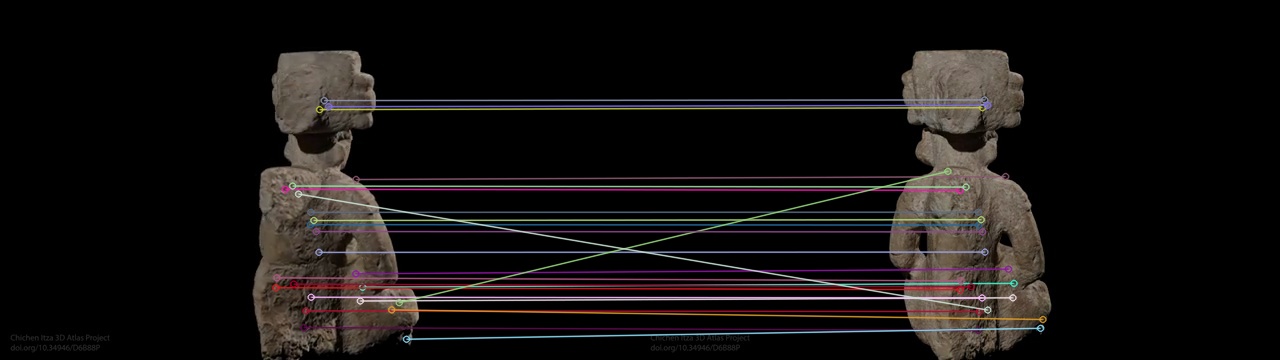 Chichen Itza 3D Atlas Project
doi.org/10.34946/D6B88P
Chichen Itza 3D Atlas Project
doi.org/10.34946/D6B88P